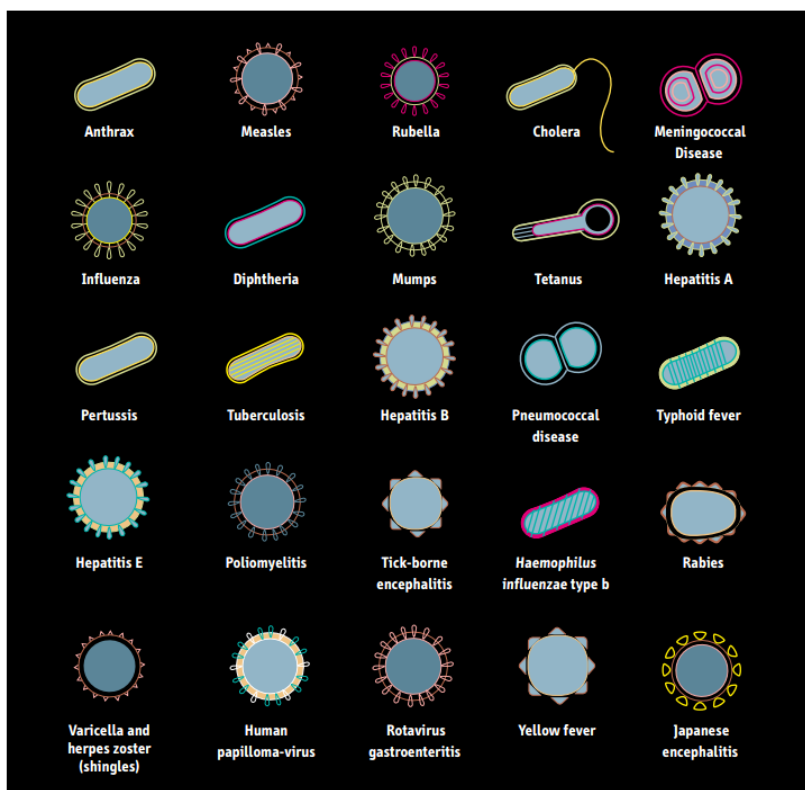 Anthrax
Measles
Rubella
Cholera
Meningococcal
Disease
Influenza
Diphtheria
Mumps
Tetanus
Hepatitis A
Pertussis
Tuberculosis
Hepatitis B
Pneumococcal
disease
Typhoid fever
Hepatitis E
Poliomyelitis
Tick-borne
encephalitis
Haemophilus
influenzae type b
Rabies
Varicella and
herpes zoster
(shingles)
Human
papilloma-virus
Rotavirus
gastroenteritis
Yellow fever
Japanese
encephalitis